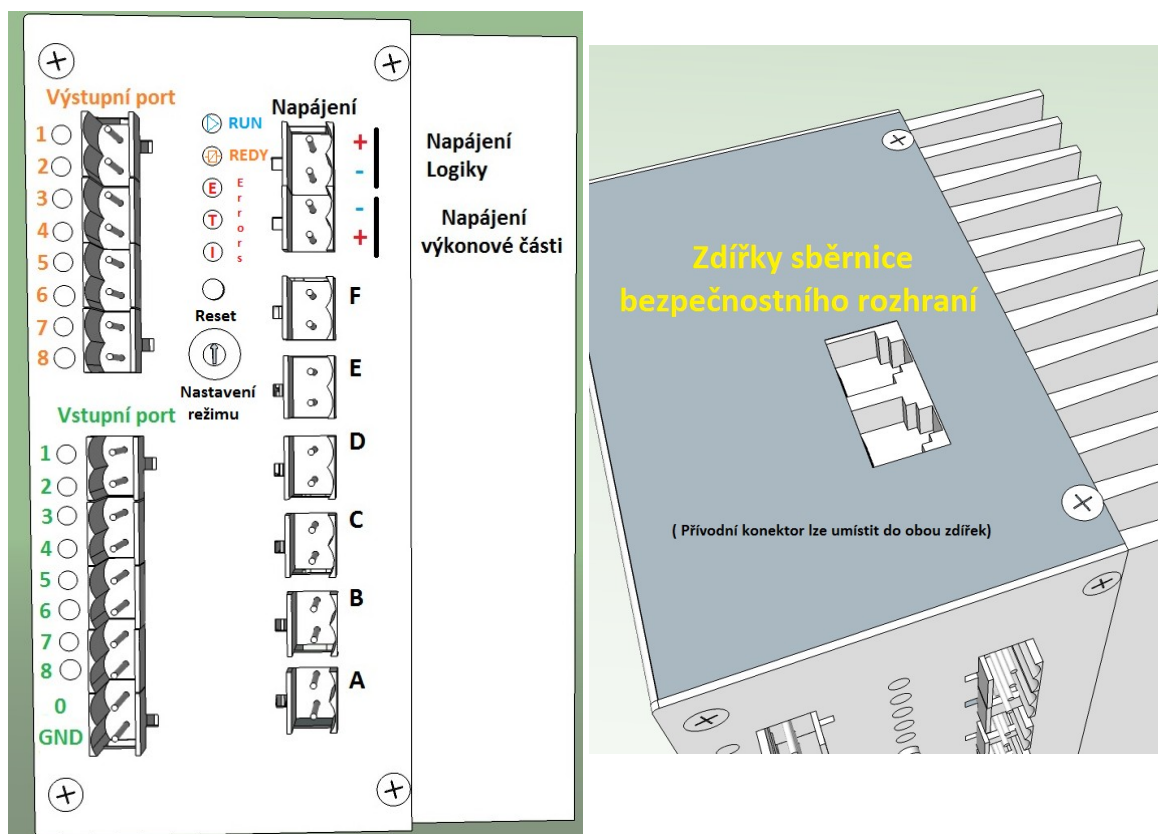 Výstupní port
1
2
3
4
5
6
7
8
RUN
REDY
E
T
I
Errors
Reset
Nastavení
režimu
Napájení
+
-
-
+
Napájení
Logiky
Napájení
výkonové části
F
E
D
C
B
A
Vstupní port
1
2
3
4
5
6
7
8
0
GND
Zdířky sběrnice
bezpečnostního rozhraní
( Přívodní konektor lze umístit do obou zdířek)